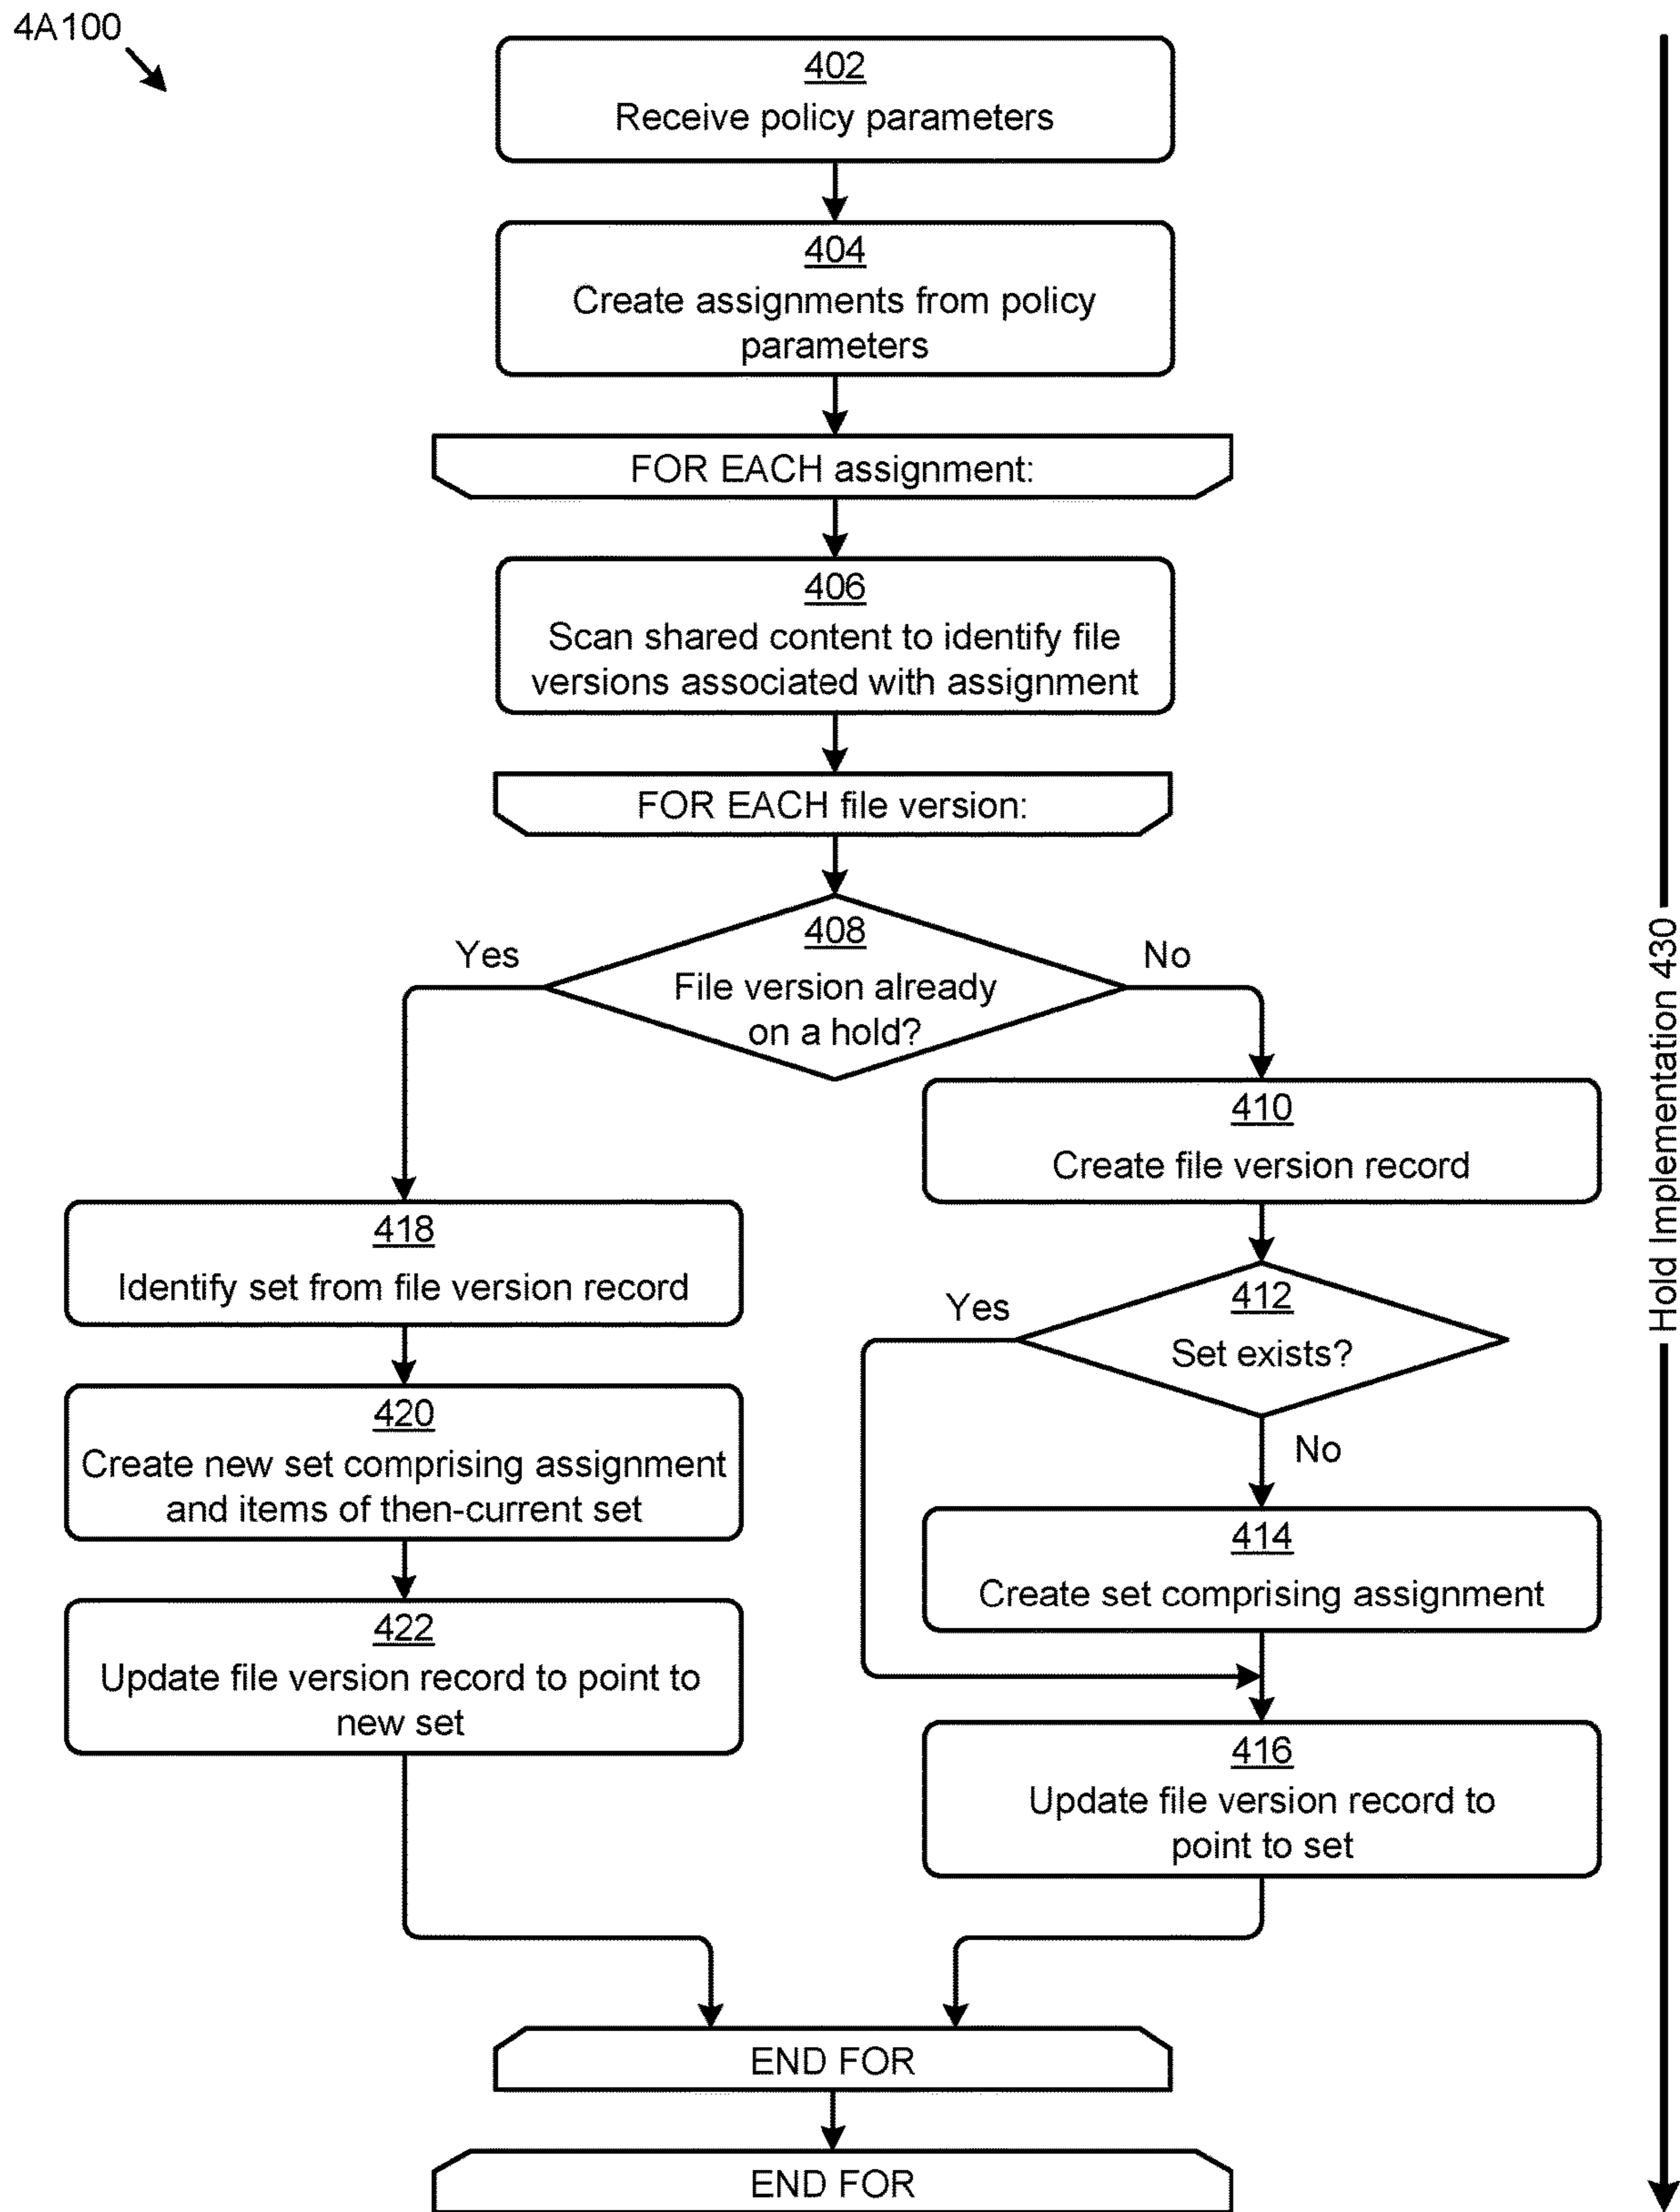 4A100
402
Receive policy parameters
404
Create assignments from policy
parameters
FOR EACH assignment:
406
Scan shared content to identify file
versions associated with assignment
FOR EACH file version:
408
File version already
on a hold?
Yes
No
410
Create file version record
412
Set exists?
Yes
No
414
Create set comprising assignment
416
Update file version record to
point to set
418
Identify set from file version record
420
Create new set comprising assignment
and items of then-current set
422
Update file version record to point to
new set
END FOR
END FOR
Hold Implementation 430